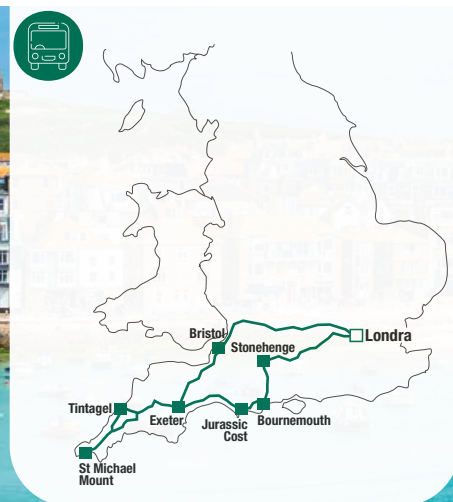 Bristol
Stonehenge
Londra
Tintagel
Exeter
Jurassic
Cost
Bournemouth
St Michael
Mount